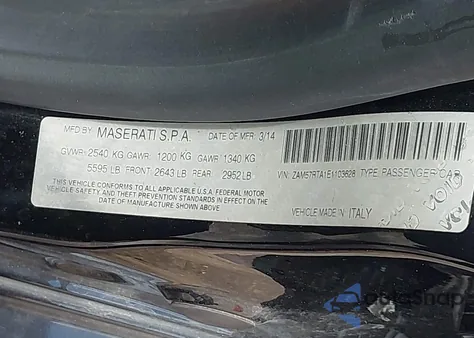 MFD BY: MASERATI S.P.A. DATE OF MFR 3/14
GVWR: 2540 KG GAWR: 1200 KG GAWR 1340 KG
5595 LB FRONT 2643 LB REAR 2952 LB
THIS VEHICLE CONFORMS TO ALL APPLICABLE U.S. FEDERAL MOTOR
VEHICLE SAFETY AND THEFT PREVENTION STANDARDS IN EFFECT ON THE
DATE OF MANUFACTURE SHOWN ABOVE
VIN: ZAM57RTA1E1103628 TYPE PASSENGER CAR
VEHICLE MADE IN ITALY
AutoSnap